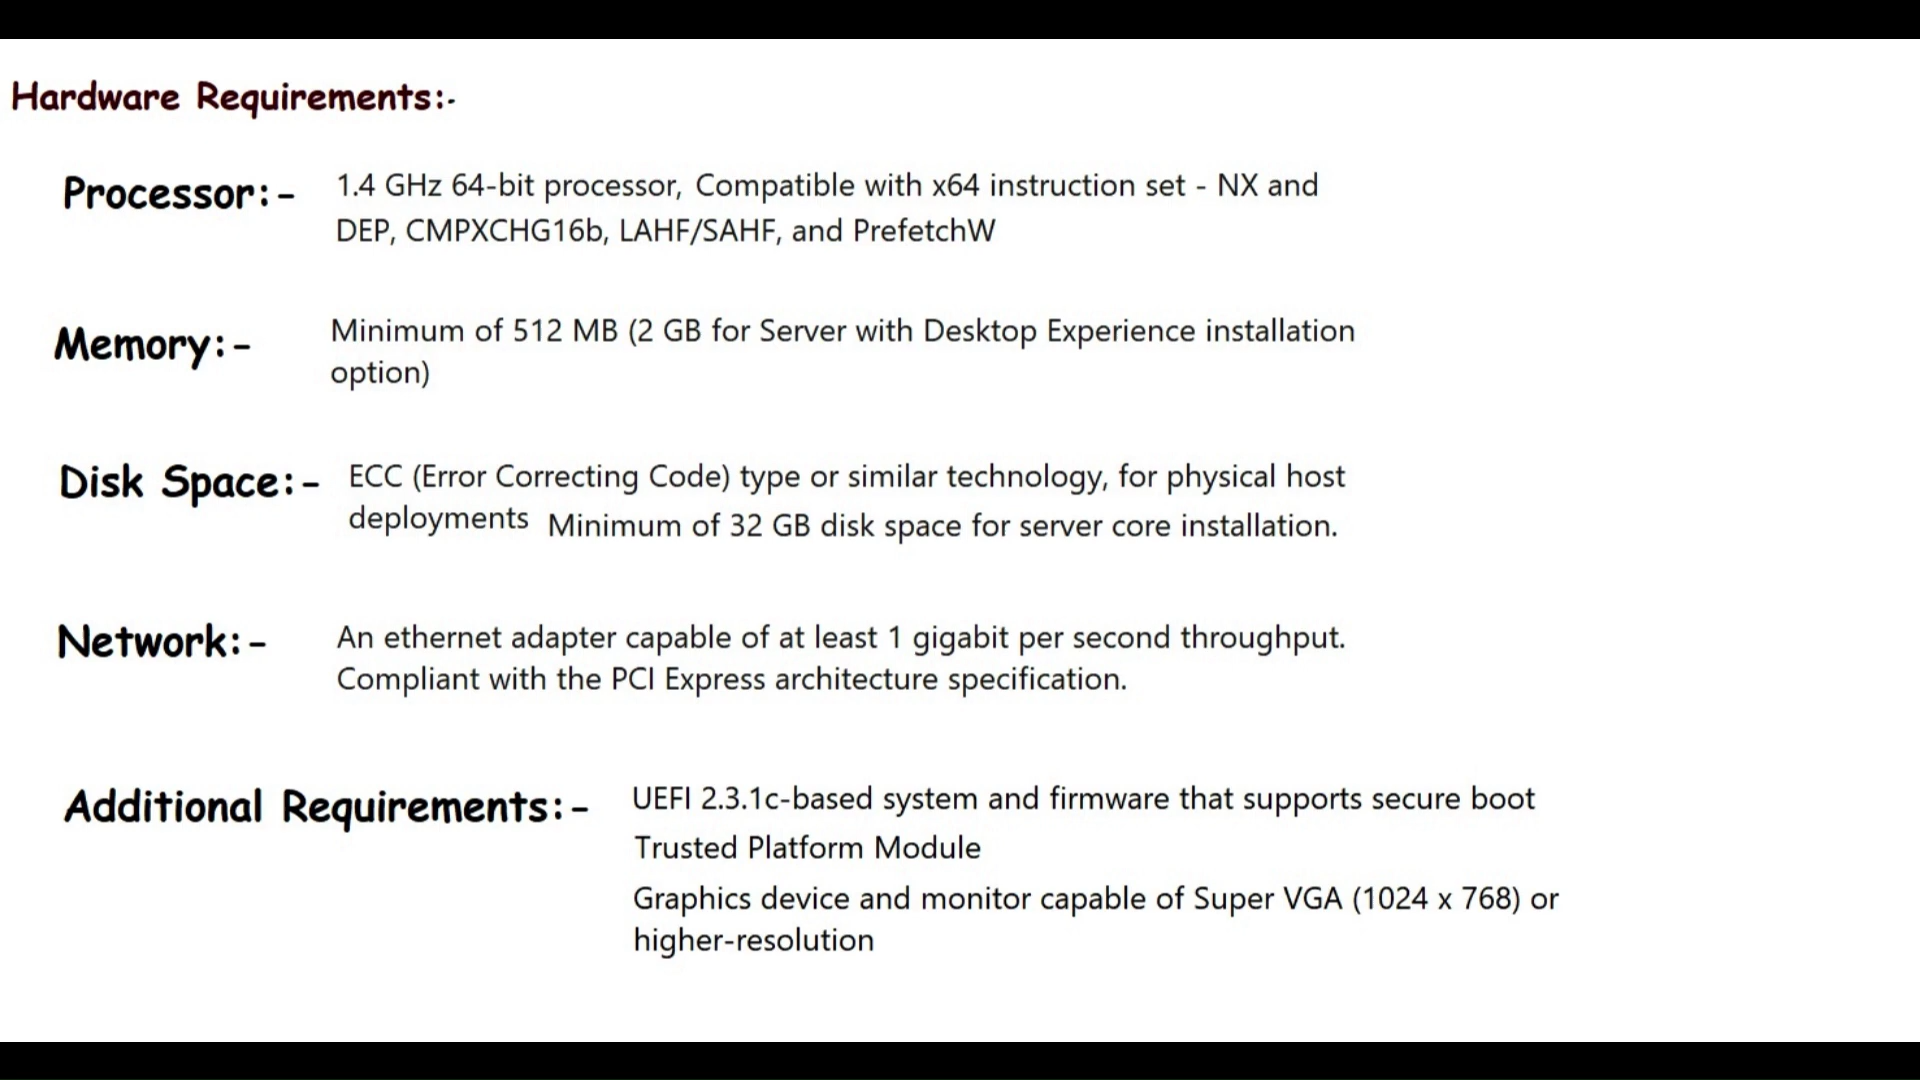 Hardware Requirements:-
Processor:- 1.4 GHz 64-bit processor, Compatible with x64 instruction set - NX and
DEP, CMPXCHG16b, LAHF/SAHF, and PrefetchW
Memory:- Minimum of 512 MB (2 GB for Server with Desktop Experience installation
option)
Disk Space:- ECC (Error Correcting Code) type or similar technology, for physical host
deployments Minimum of 32 GB disk space for server core installation.
Network:- An ethernet adapter capable of at least 1 gigabit per second throughput.
Compliant with the PCI Express architecture specification.
Additional Requirements:- UEFI 2.3.1c-based system and firmware that supports secure boot
Trusted Platform Module
Graphics device and monitor capable of Super VGA (1024 x 768) or
higher-resolution